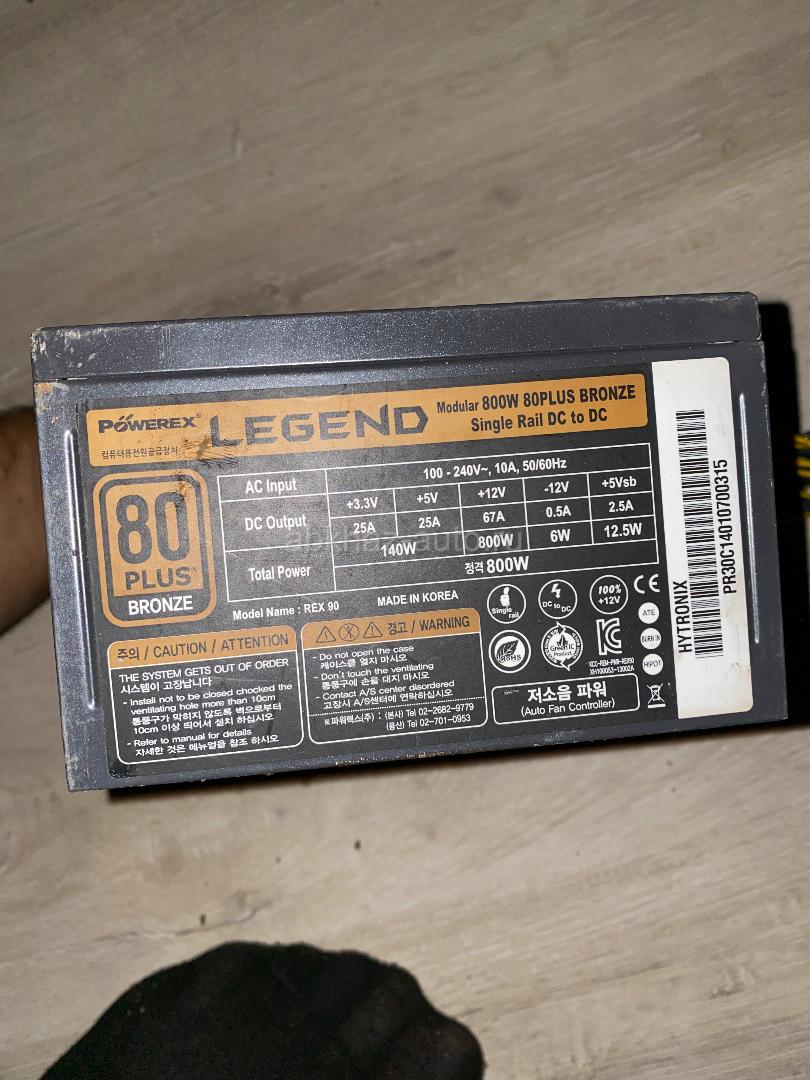 POWEREX®
컴퓨터용전원공급장치
LEGEND
Modular 800W 80PLUS BRONZE
Single Rail DC to DC
80
PLUS®
BRONZE
AC Input 100 - 240V~, 10A, 50/60Hz
DC Output +3.3V +5V +12V -12V +5Vsb
25A 25A 67A 0.5A 2.5A
Total Power 140W 800W 6W 12.5W
정격 800W
Model Name : REX 90
MADE IN KOREA
Single rail
DC to DC
100% +12V
CE
ATE
BURN IN
HiPOT
RoHS
Green IC
Product
저소음 파워
(Auto Fan Controller)
주의 / CAUTION / ATTENTION
THE SYSTEM GETS OUT OF ORDER
시스템이 고장납니다
- Install not to be closed chocked the
ventilating hole more than 10cm
통풍구가 막히지 않도록 벽으로부터
10cm 이상 띄어서 설치 하십시오
- Refer to manual for details
자세한 것은 메뉴얼을 참조 하시오
경고 / WARNING
- Do not open the case
케이스를 열지 마시오
- Don't touch the ventilating
통풍구에 손을 대지 마시오
- Contact A/S center disordered
고장시 A/S센터에 연락하십시오
※파워렉스(주) : (본사) Tel 02-2682-9779
(용산) Tel 02-701-0953
HYTRONIX
PR30C14010700315